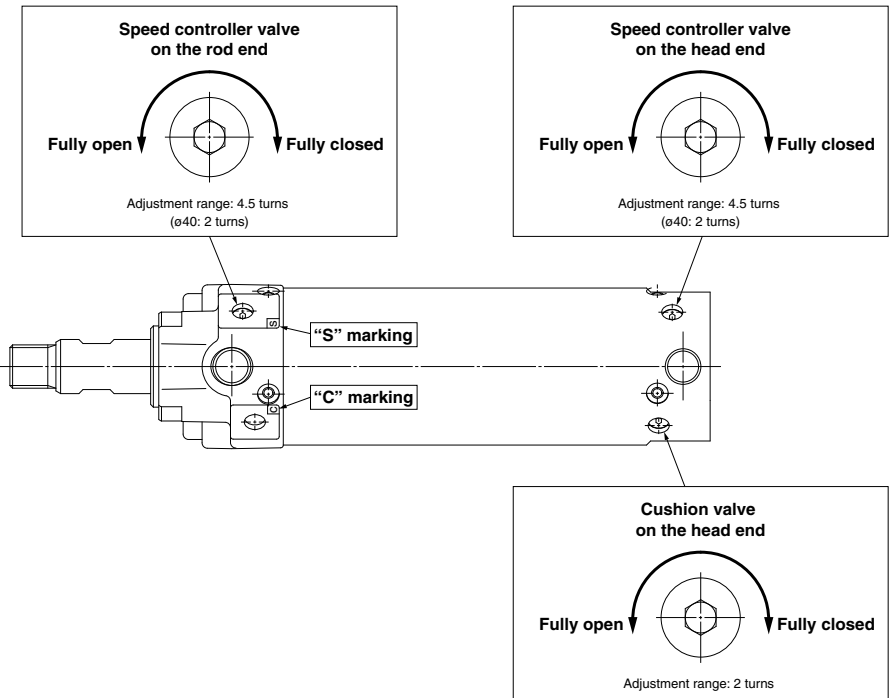 Speed controller valve
on the rod end
Fully open
Fully closed
Adjustment range: 4.5 turns
(ø40: 2 turns)
Speed controller valve
on the head end
Fully open
Fully closed
Adjustment range: 4.5 turns
(ø40: 2 turns)
S
“S” marking
C
“C” marking
Cushion valve
on the head end
Fully open
Fully closed
Adjustment range: 2 turns